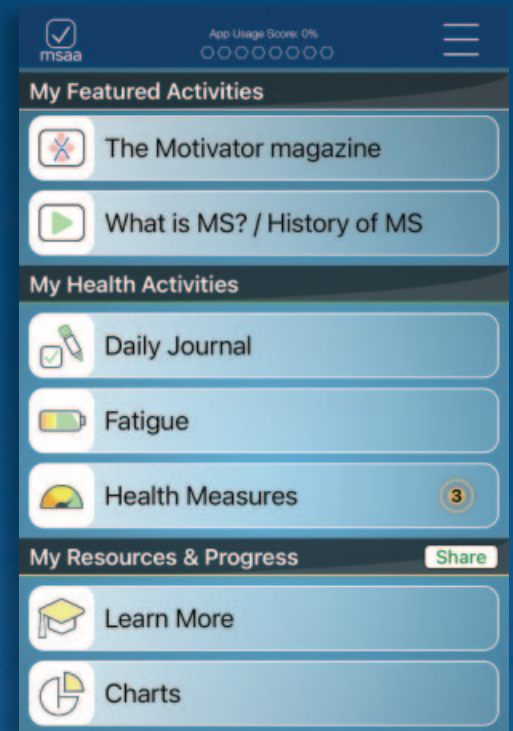 App Usage Score: 0%
msaa
My Featured Activities
The Motivator magazine
What is MS? / History of MS
My Health Activities
Daily Journal
Fatigue
Health Measures 3
My Resources & Progress Share
Learn More
Charts